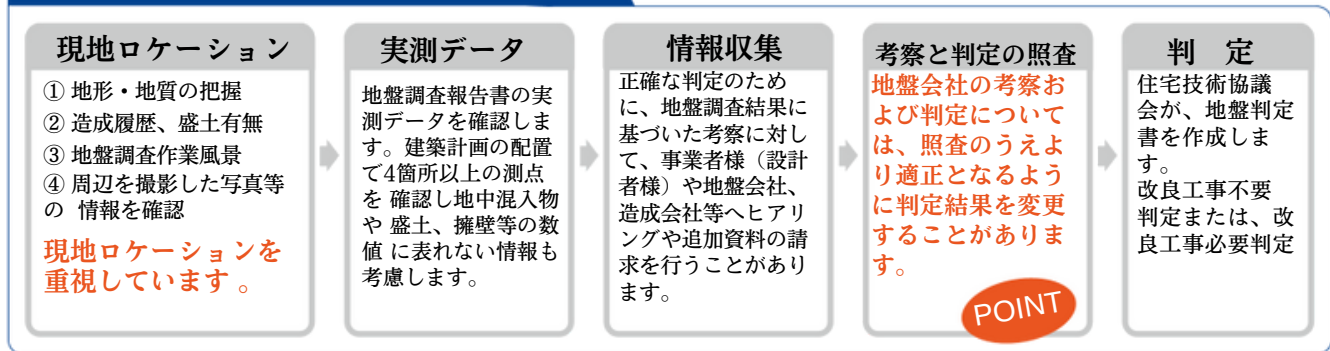 現地ロケーション
① 地形・地質の把握
② 造成履歴、盛土有無
③ 地盤調査作業風景
④ 周辺を撮影した写真等
の 情報を確認
現地ロケーションを
重視しています 。
実測データ
地盤調査報告書の実
測データを確認しま
す。建築計画の配置
で4箇所以上の測点
を 確認し地中混入物
や 盛土、擁壁等の数
値 に表れない情報も
考慮します。
情報収集
正確な判定のため
に、地盤調査結果に
基づいた考察に対し
て、事業者様（設計
者様）や地盤会社、
造成会社等へヒアリ
ングや追加資料の請
求を行うことがあり
ます。
考察と判定の照査
地盤会社の考察お
よび判定について
は、照査のうえよ
り適正となるよう
に判定結果を変更
することがありま
す。
POINT
判　定
住宅技術協議
会が、地盤判定
書を作成しま
す。
改良工事不要
判定または、改
良工事必要判定